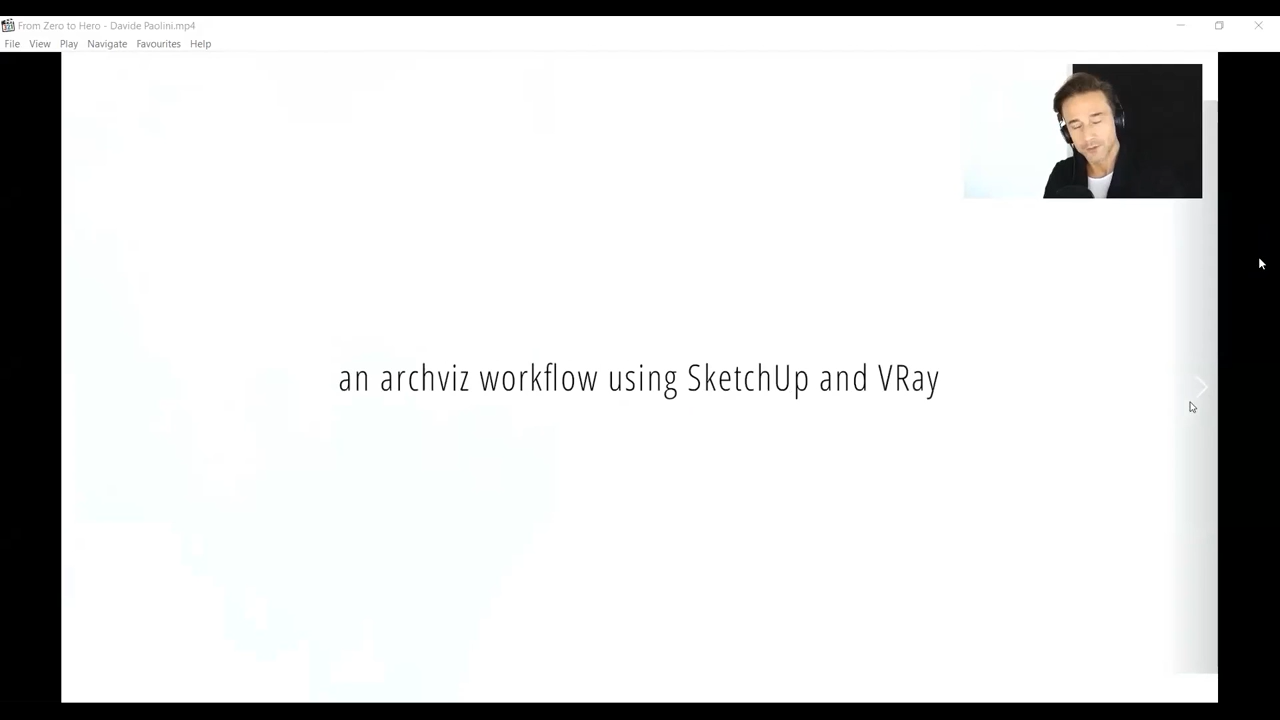 From Zero to Hero - Davide Paolini.mp4
File View Play Navigate Favourites Help
an archviz workflow using SketchUp and VRay